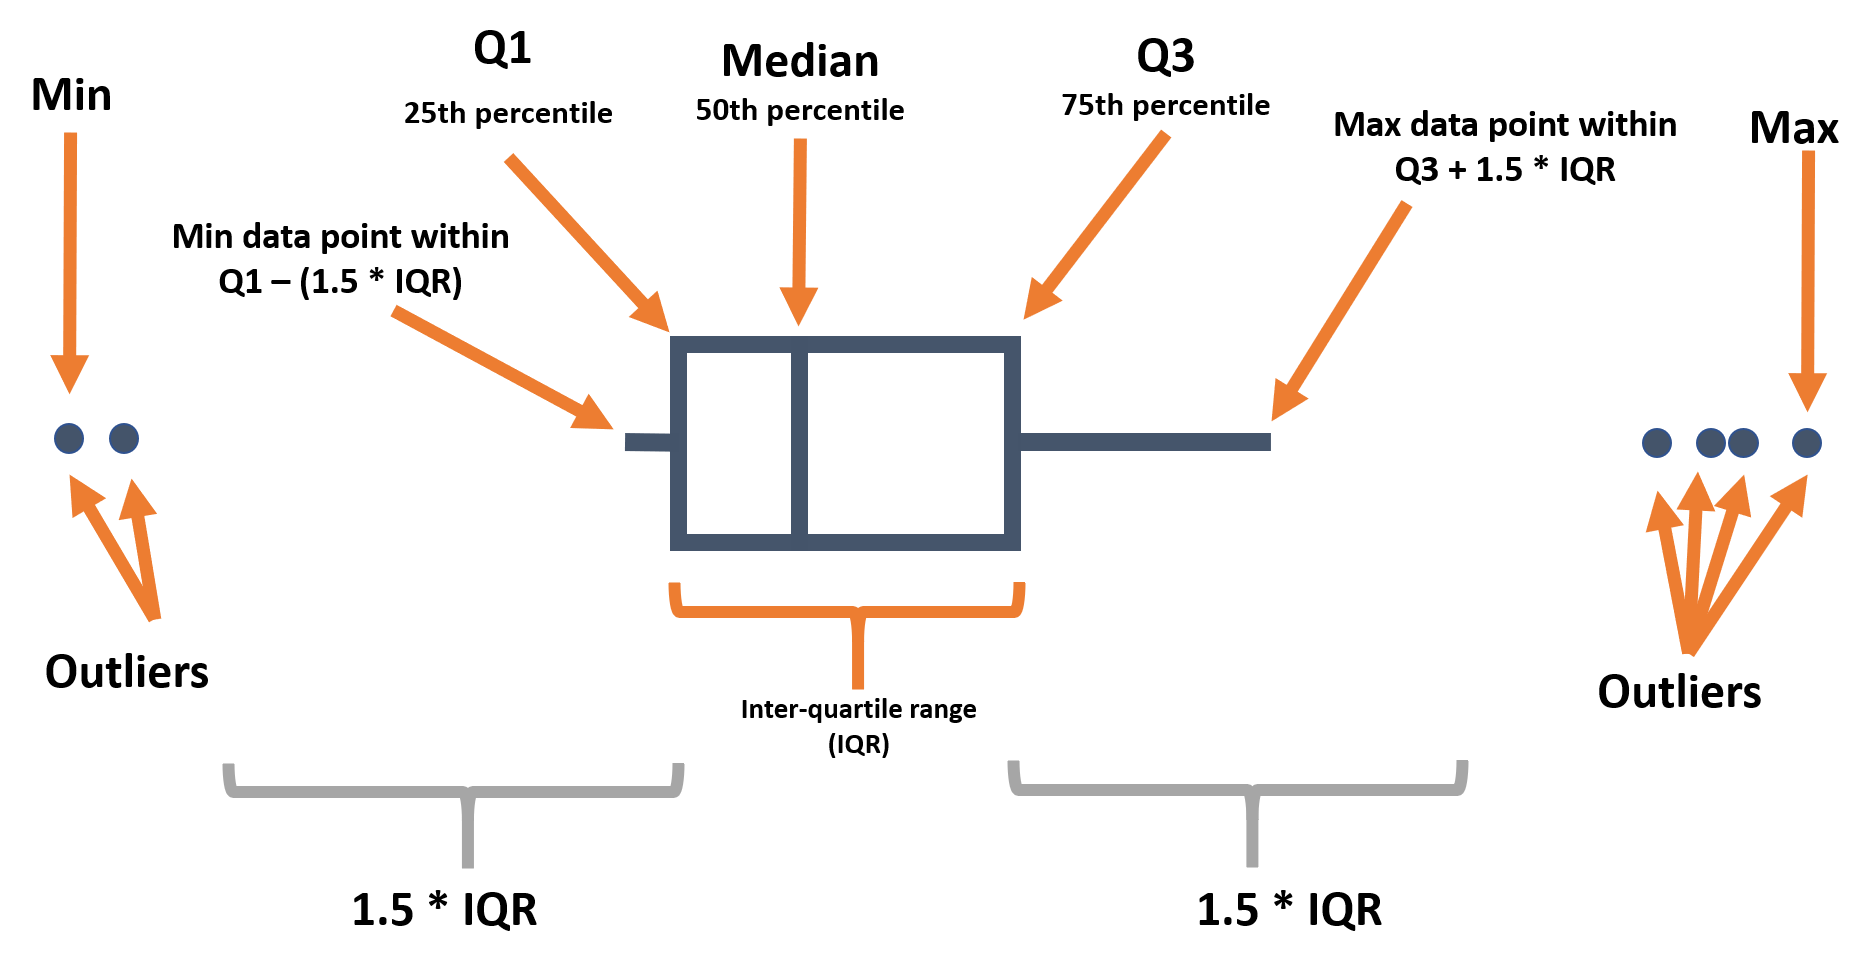 Min
Q1
25th percentile
Median
50th percentile
Q3
75th percentile
Max data point within
Q3 + 1.5 * IQR
Max
Min data point within
Q1 – (1.5 * IQR)
Outliers
Inter-quartile range
(IQR)
Outliers
1.5 * IQR
1.5 * IQR